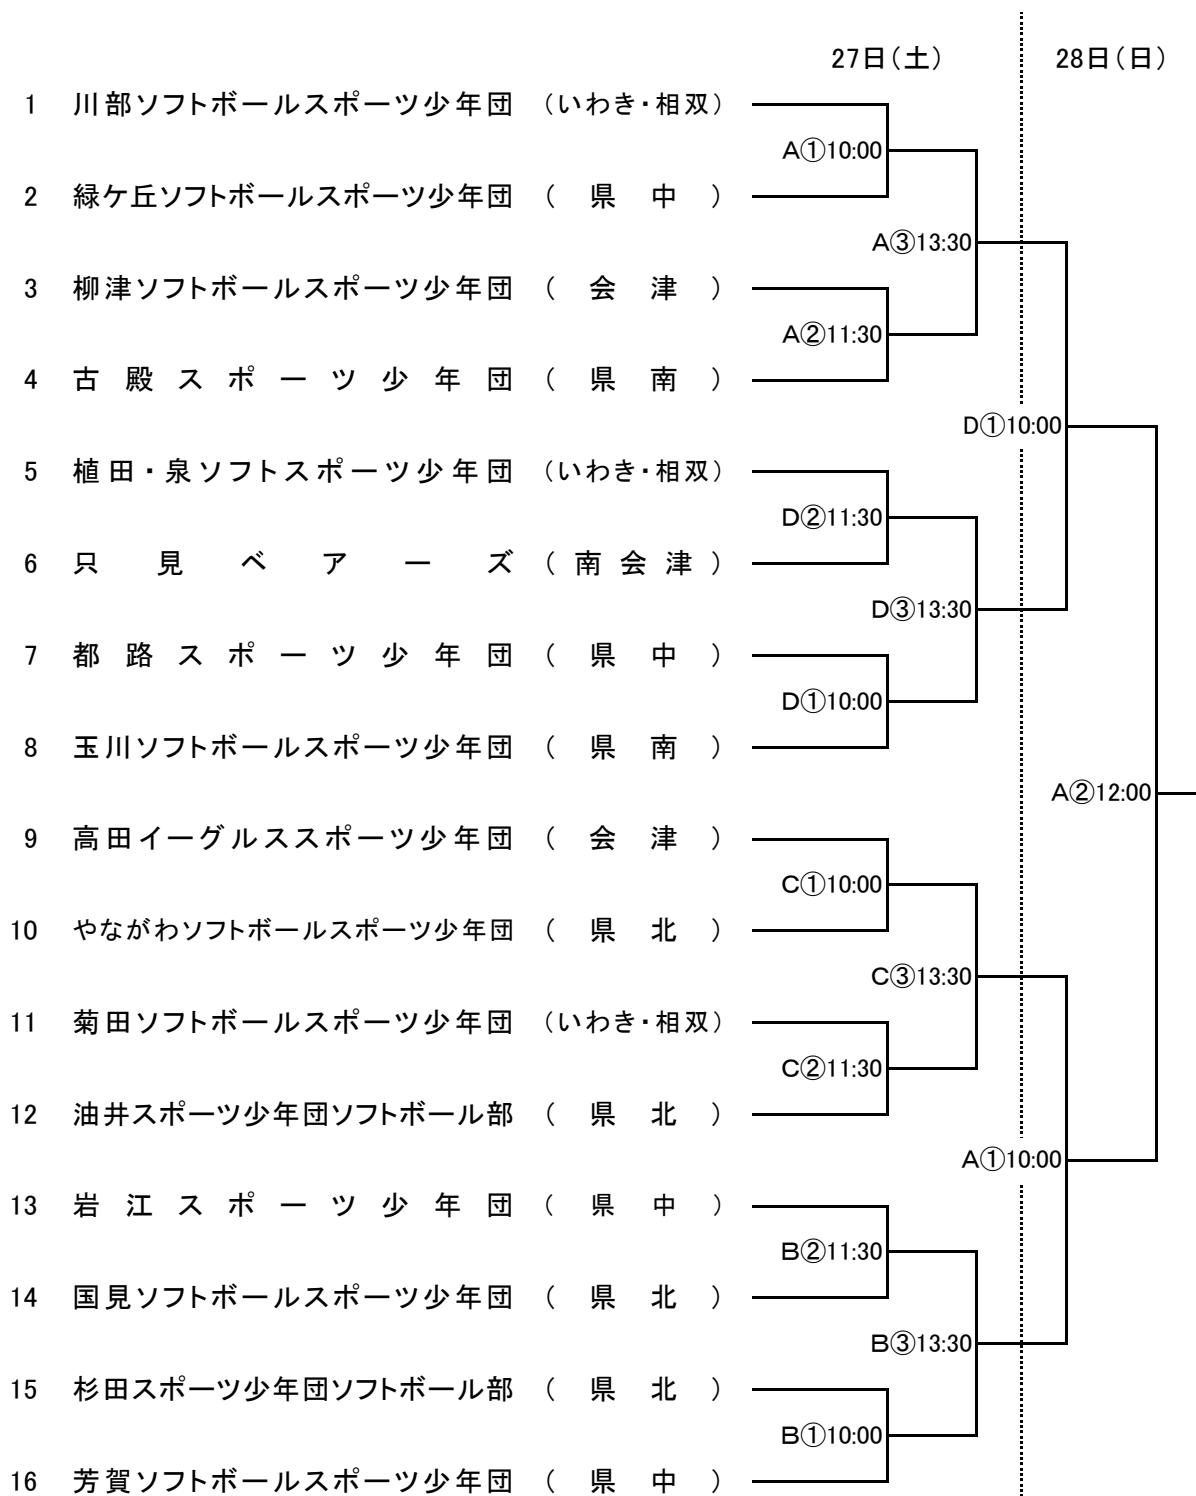 27日(土) 28日(日)
1 川部ソフトボールスポーツ少年団 (いわき・相双)
A①10:00
2 緑ケ丘ソフトボールスポーツ少年団 (県中)
A③13:30
3 柳津ソフトボールスポーツ少年団 (会津)
A②11:30
4 古殿スポーツ少年団 (県南)
D①10:00
5 植田・泉ソフトスポーツ少年団 (いわき・相双)
D②11:30
6 只見ベアーズ (南会津)
D③13:30
7 都路スポーツ少年団 (県中)
D①10:00
8 玉川ソフトボールスポーツ少年団 (県南)
A②12:00
9 高田イーグルススポーツ少年団 (会津)
C①10:00
10 やながわソフトボールスポーツ少年団 (県北)
C③13:30
11 菊田ソフトボールスポーツ少年団 (いわき・相双)
C②11:30
12 油井スポーツ少年団ソフトボール部 (県北)
A①10:00
13 岩江スポーツ少年団 (県中)
B②11:30
14 国見ソフトボールスポーツ少年団 (県北)
B③13:30
15 杉田スポーツ少年団ソフトボール部 (県北)
B①10:00
16 芳賀ソフトボールスポーツ少年団 (県中)